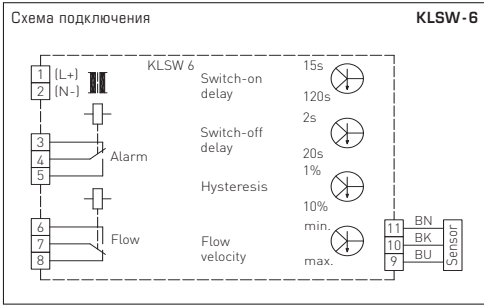 Схема подключения KLSW-6
KLSW 6
1 (L+)
2 (N-)
3
4
5
Alarm
6
7
8
Flow
Switch-on
delay
15s
120s
Switch-off
delay
2s
20s
Hysteresis
1%
10%
Flow
velocity
min.
max.
11 BN
10 BK
9 BU
Sensor